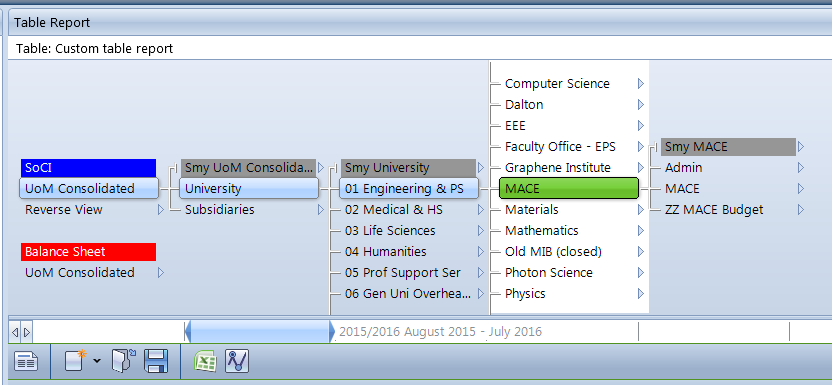 Table Report
Table: Custom table report
SoCI
UoM Consolidated
Reverse View
Balance Sheet
UoM Consolidated
Smy UoM Consolida...
University
Subsidiaries
Smy University
01 Engineering & PS
02 Medical & HS
03 Life Sciences
04 Humanities
05 Prof Support Ser
06 Gen Uni Overhea...
Computer Science
Dalton
EEE
Faculty Office - EPS
Graphene Institute
MACE
Materials
Mathematics
Old MIB (closed)
Photon Science
Physics
Smy MACE
Admin
MACE
ZZ MACE Budget
2015/2016 August 2015 - July 2016